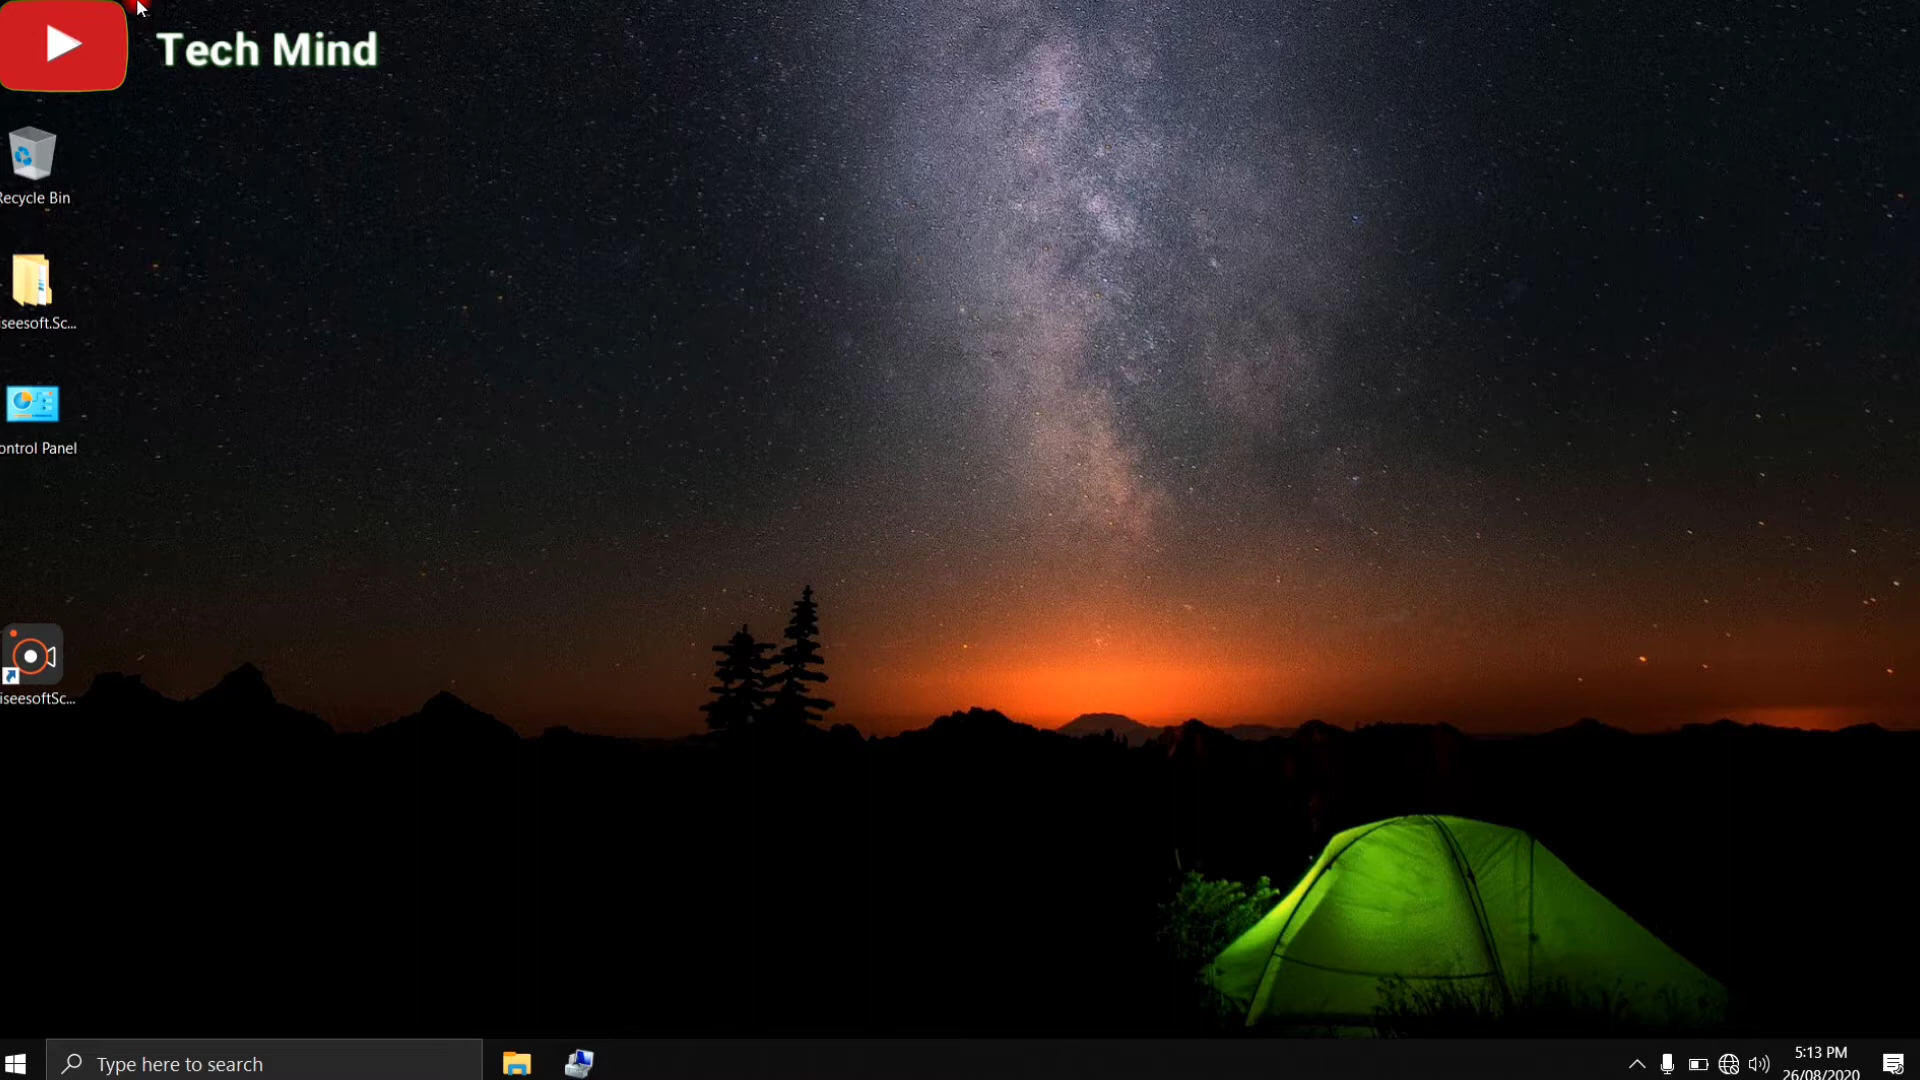 Tech Mind
Recycle Bin
iseesoft.Sc...
ontrol Panel
iseesoftSc...
Type here to search
5:13 PM
26/08/2020